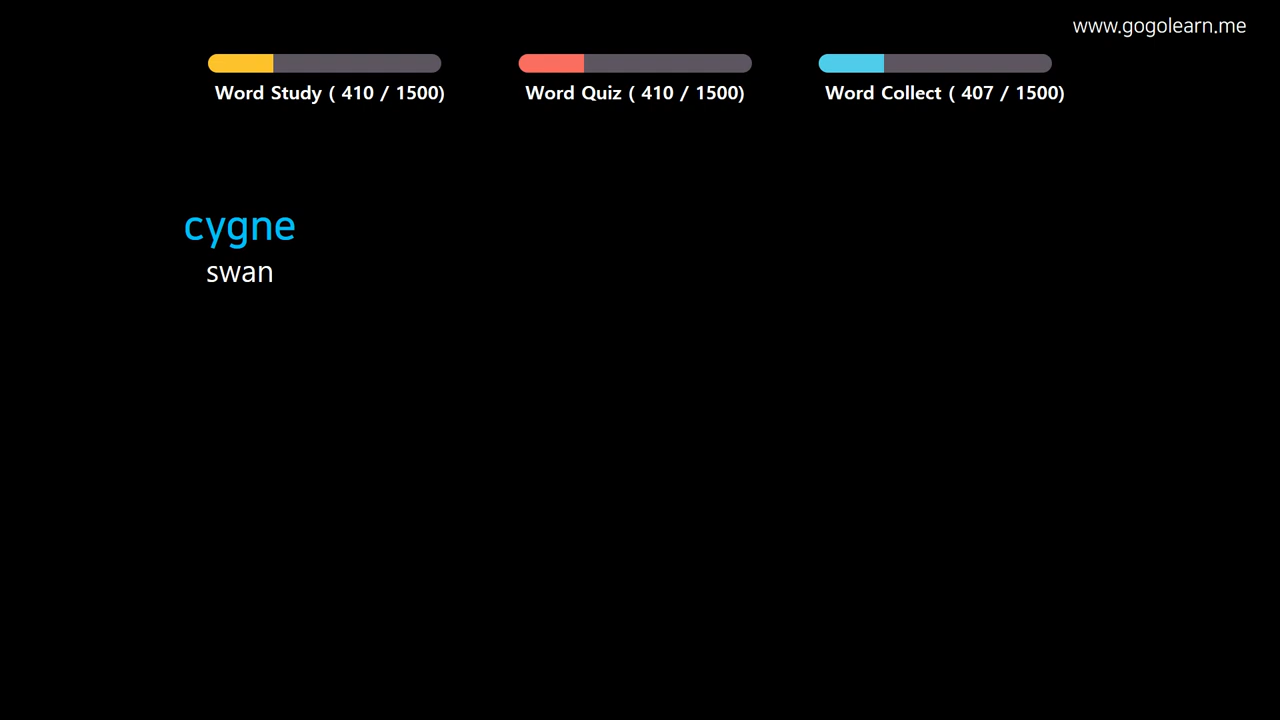 www.gogolearn.me
Word Study ( 410 / 1500)
Word Quiz ( 410 / 1500)
Word Collect ( 407 / 1500)
cygne
swan